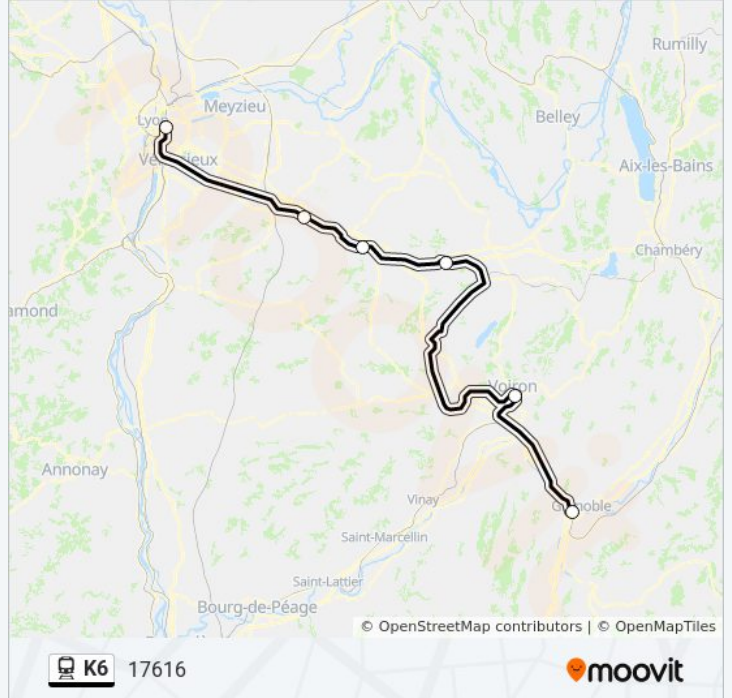 Rumilly
Meyzieu
Lyon
Belley
Vénissieux
Aix-les-Bains
Chambéry
amond
Voiron
Annonay
Vinay
Grenoble
Saint-Marcellin
Saint-Lattier
Bourg-de-Péage
© OpenStreetMap contributors | © OpenMapTiles
K6 17616
moovit